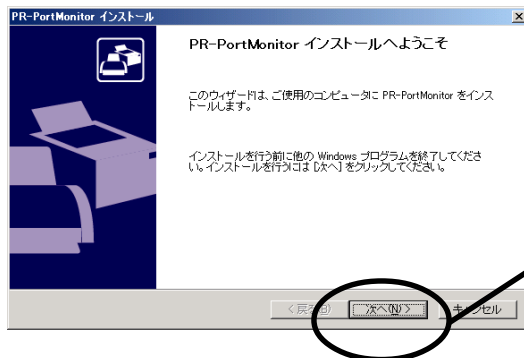 PR-PortMonitor インストール
PR-PortMonitor インストールへようこそ
このウィザードは、ご使用のコンピュータに PR-PortMonitor をインス
トールします。
インストールを行う前に他の Windows プログラムを終了してくださ
い。インストールを行うには [次へ] をクリックしてください。
< 戻る(B) 次へ(N) > キャンセル